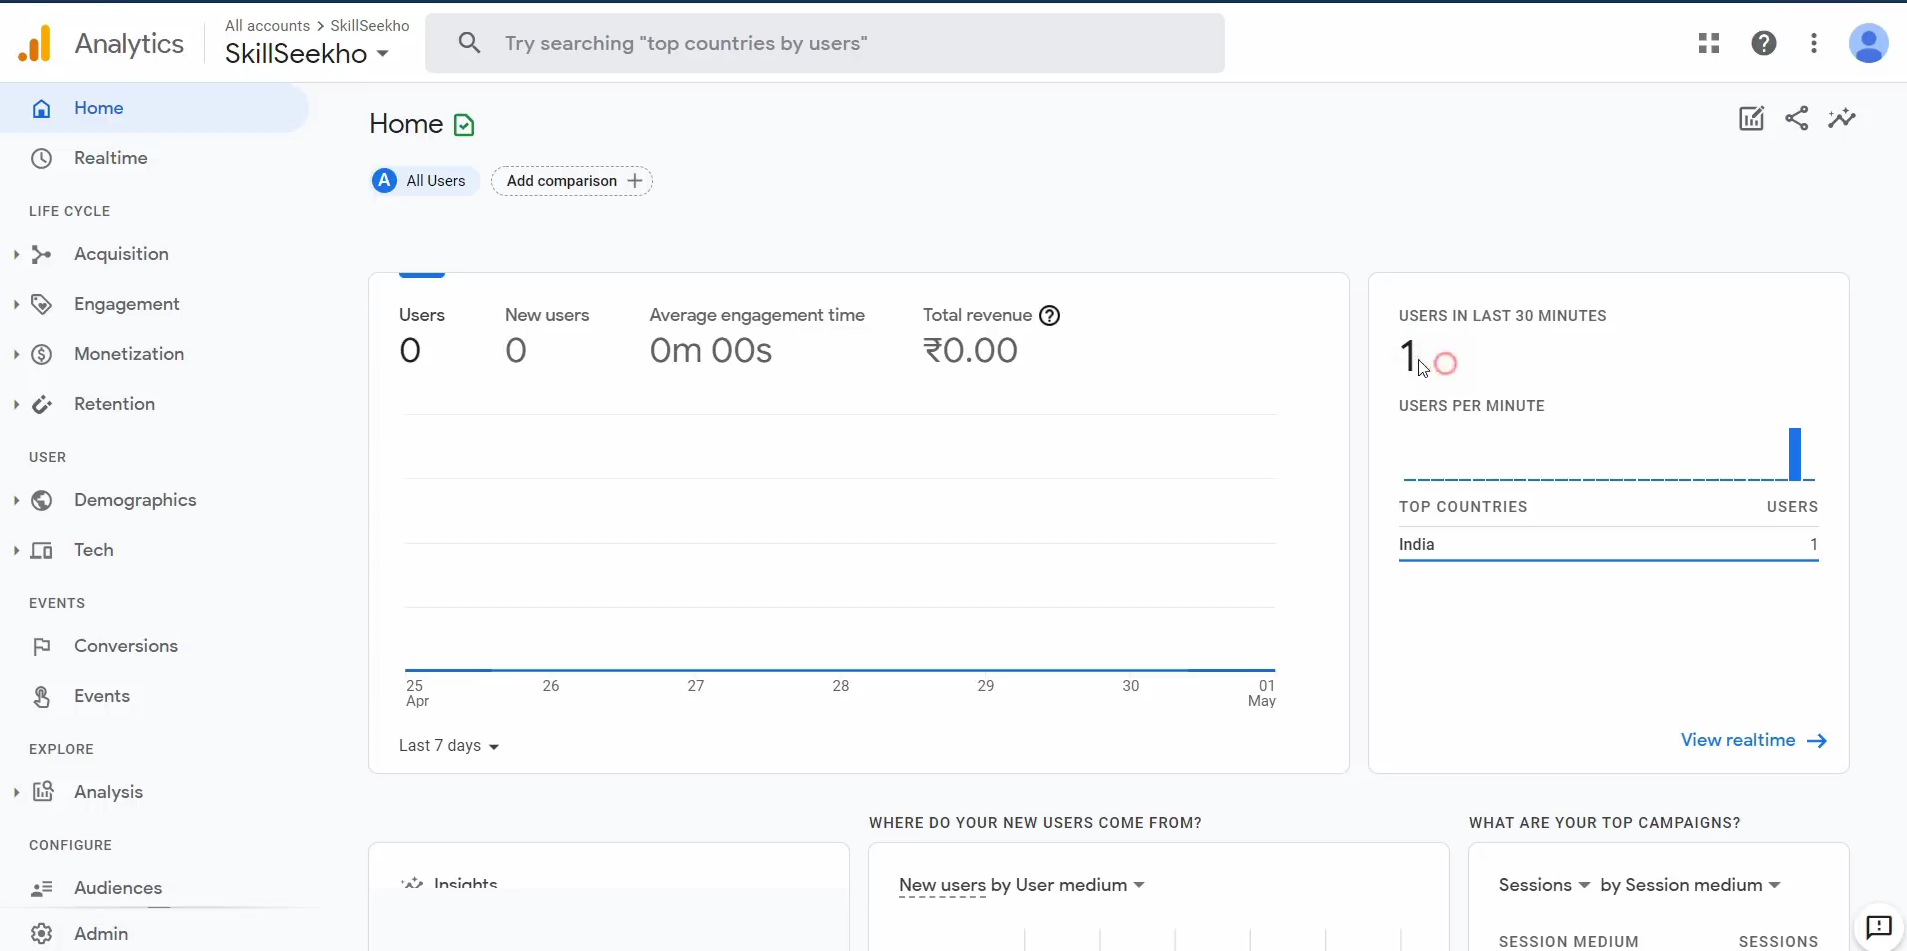 Analytics
All accounts > SkillSeekho
SkillSeekho
Try searching "top countries by users"
Home
Realtime
LIFE CYCLE
Acquisition
Engagement
Monetization
Retention
USER
Demographics
Tech
EVENTS
Conversions
Events
EXPLORE
Analysis
CONFIGURE
Audiences
Admin
Home
A All Users
Add comparison +
Users
0
New users
0
Average engagement time
0m 00s
Total revenue
₹0.00
25 26 27 28 29 30 01
Apr May
Last 7 days
USERS IN LAST 30 MINUTES
1
USERS PER MINUTE
TOP COUNTRIES USERS
India 1
View realtime
Insights
WHERE DO YOUR NEW USERS COME FROM?
New users by User medium
WHAT ARE YOUR TOP CAMPAIGNS?
Sessions by Session medium
SESSION MEDIUM SESSIONS